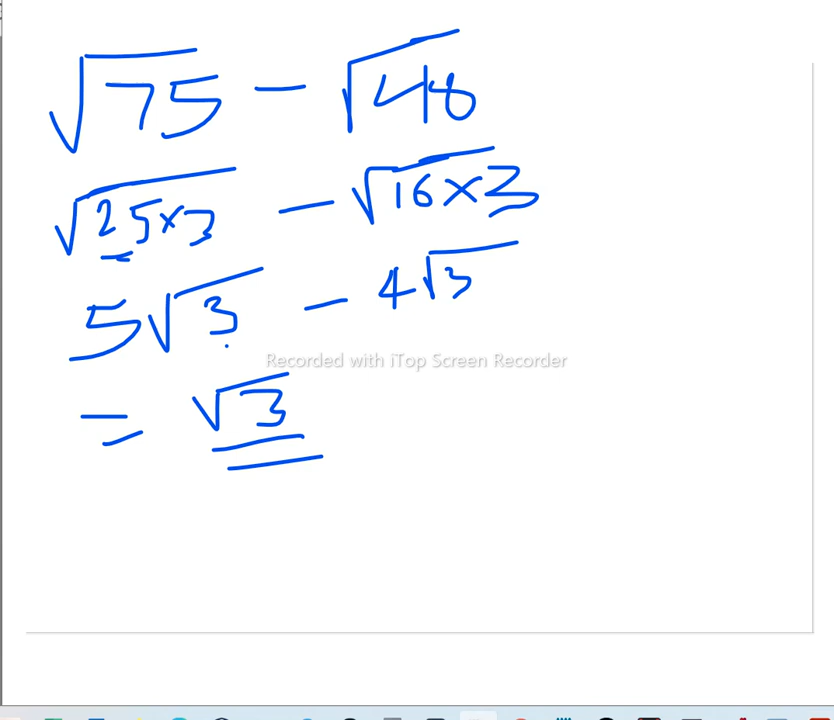 √75 − √48
√25×3 − √16×3
5√3 − 4√3
Recorded with iTop Screen Recorder
= √3